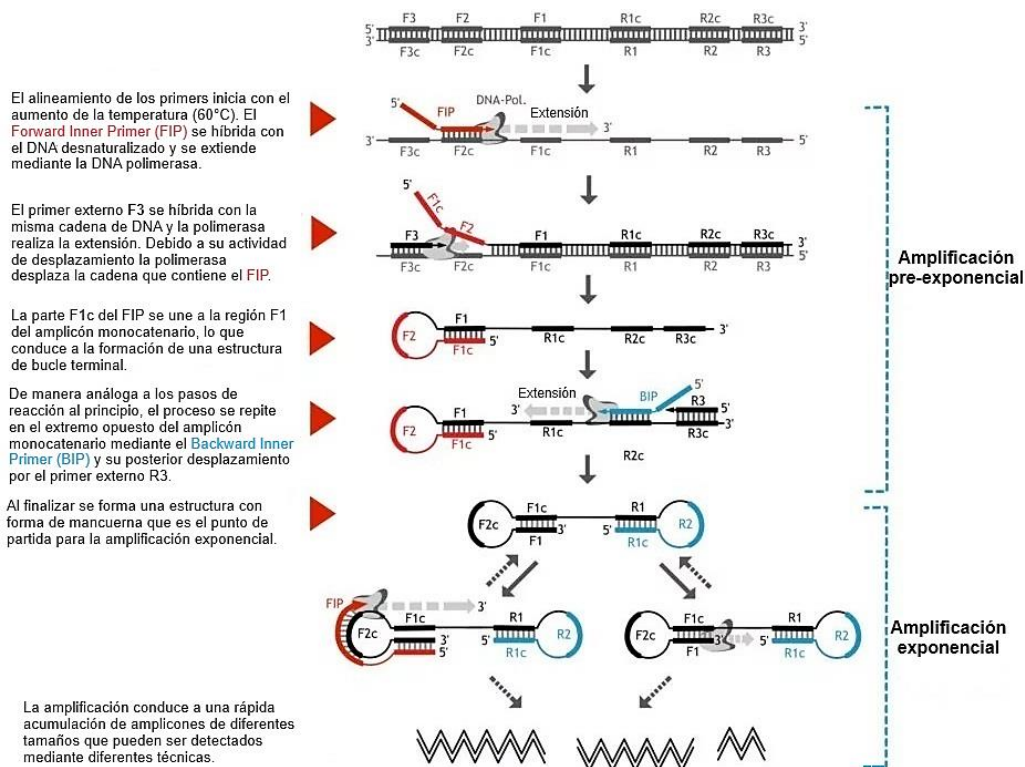 F3 F2 F1 R1c R2c R3c
5' 3'
3' 5'
F3c F2c F1c R1 R2 R3
El alineamiento de los primers inicia con el
aumento de la temperatura (60°C). El
Forward Inner Primer (FIP) se híbrida con
el DNA desnaturalizado y se extiende
mediante la DNA polimerasa.
5' FIP DNA-Pol. Extensión 3'
3' F3c F2c F1c R1 R2 R3 5'
El primer externo F3 se híbrida con la
misma cadena de DNA y la polimerasa
realiza la extensión. Debido a su actividad
de desplazamiento la polimerasa
desplaza la cadena que contiene el FIP.
5'
F1c
F3 F2 F1 R1c R2c R3c 3'
F3c F2c F1c R1 R2 R3 5'
Amplificación
pre-exponencial
La parte F1c del FIP se une a la región F1
del amplicón monocatenario, lo que
conduce a la formación de una estructura
de bucle terminal.
F1 3'
F2 F1c 5' R1c R2c R3c
De manera análoga a los pasos de
reacción al principio, el proceso se repite
en el extremo opuesto del amplicón
monocatenario mediante el Backward Inner
Primer (BIP) y su posterior desplazamiento
por el primer externo R3.
Extensión BIP 5'
F1 3' R3 5'
F2 F1c 5' R1c R3c 3'
R2c
Al finalizar se forma una estructura con
forma de mancuerna que es el punto de
partida para la amplificación exponencial.
F1c R1
F2c 3' 5' R2
F1 R1c
FIP 3'
F1c R1
F2c 3' 5' R2
5' R1c
F1c R1
F2c 3' 5' R2
F1 R1c
Amplificación
exponencial
La amplificación conduce a una rápida
acumulación de amplicones de diferentes
tamaños que pueden ser detectados
mediante diferentes técnicas.